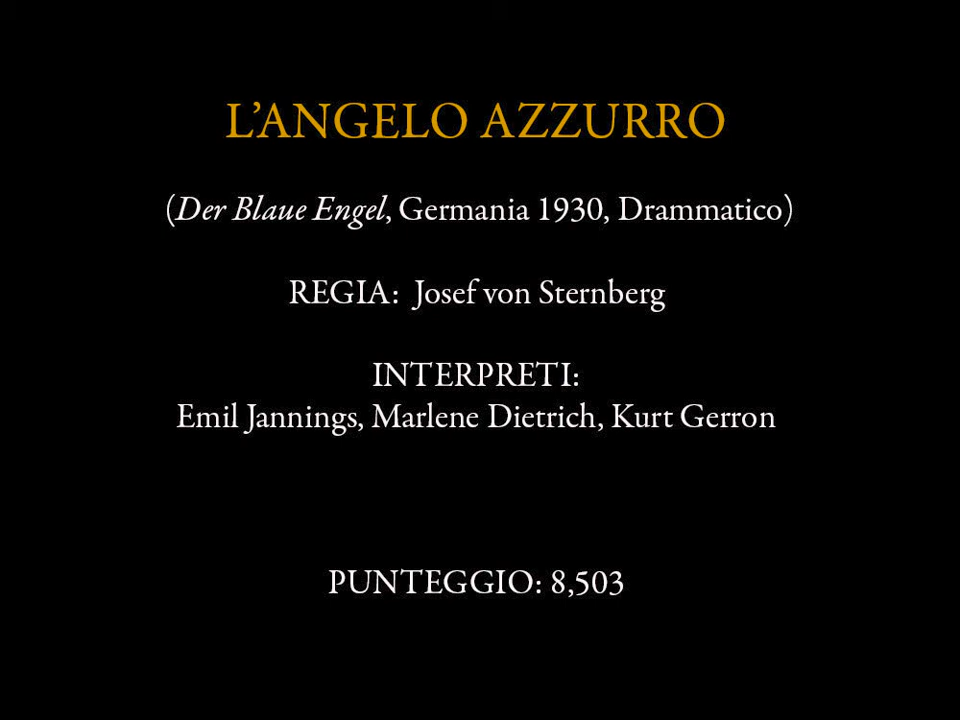 L’ANGELO AZZURRO
(Der Blaue Engel, Germania 1930, Drammatico)
REGIA: Josef von Sternberg
INTERPRETI:
Emil Jannings, Marlene Dietrich, Kurt Gerron
PUNTEGGIO: 8,503